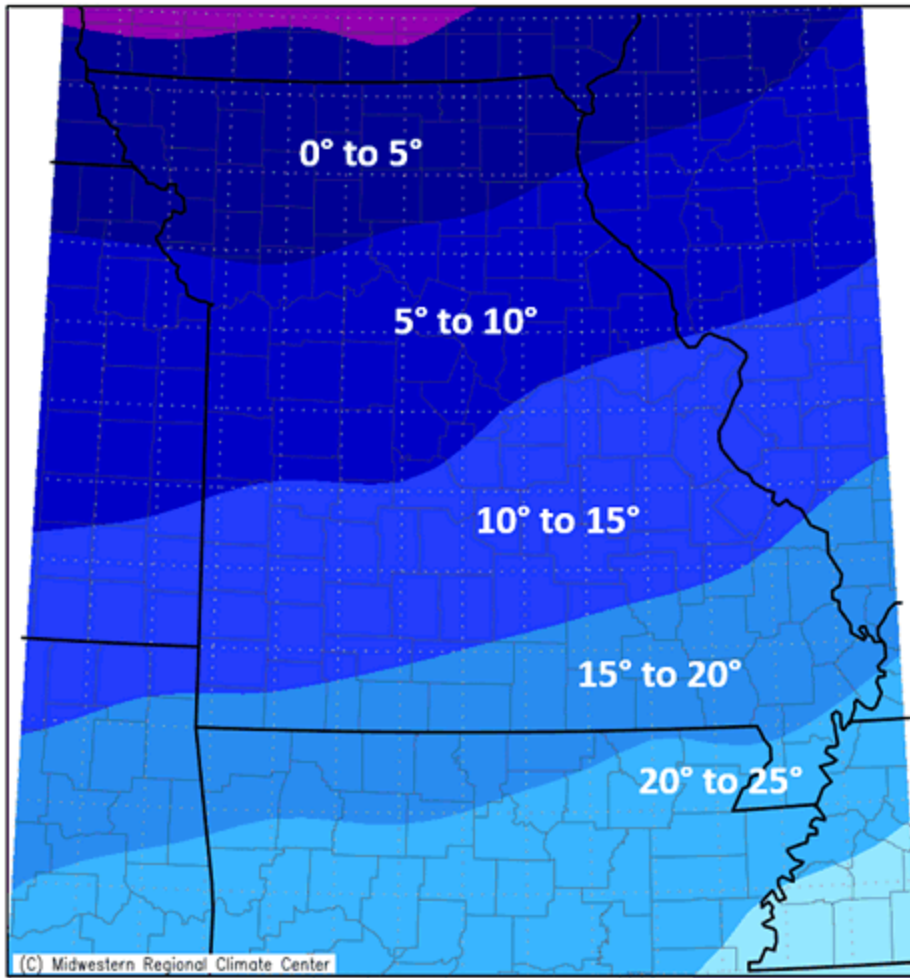 0° to 5°
5° to 10°
10° to 15°
15° to 20°
20° to 25°
(C) Midwestern Regional Climate Center